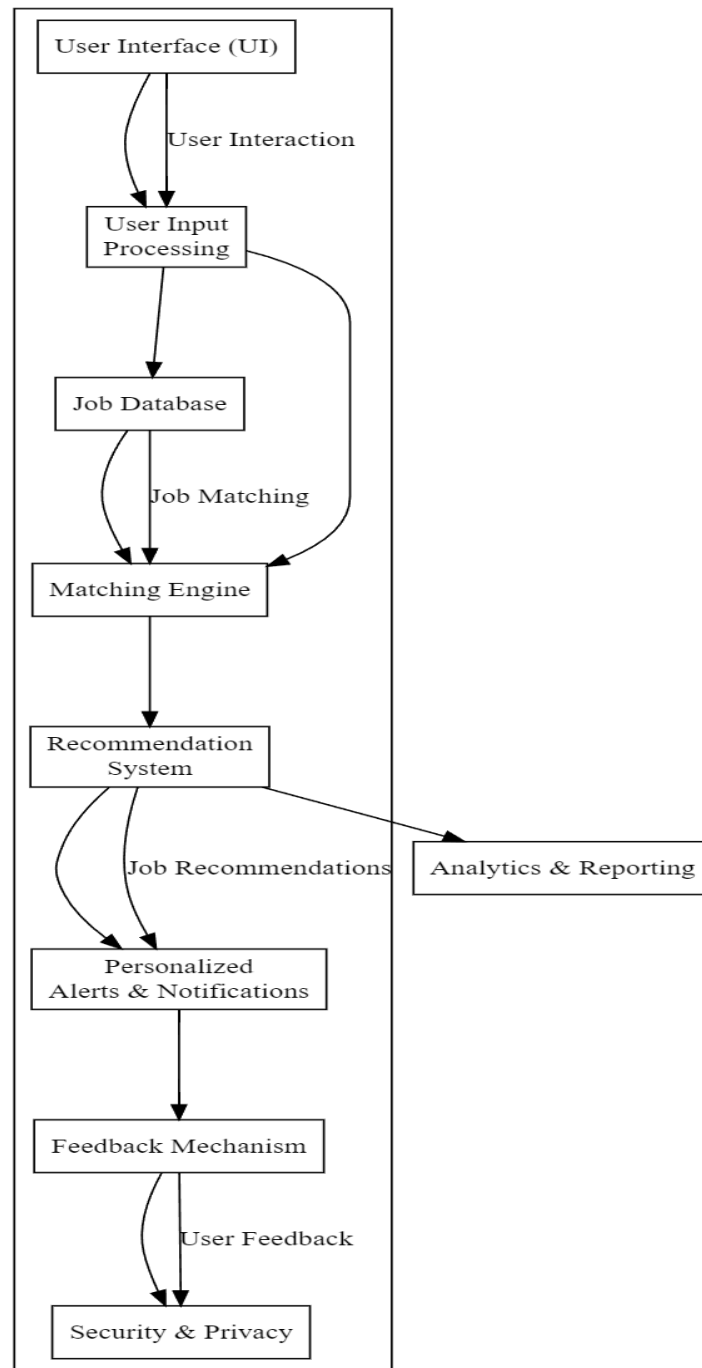 User Interface (UI)
User Interaction
User Input
Processing
Job Database
Job Matching
Matching Engine
Recommendation
System
Job Recommendations
Analytics & Reporting
Personalized
Alerts & Notifications
Feedback Mechanism
User Feedback
Security & Privacy